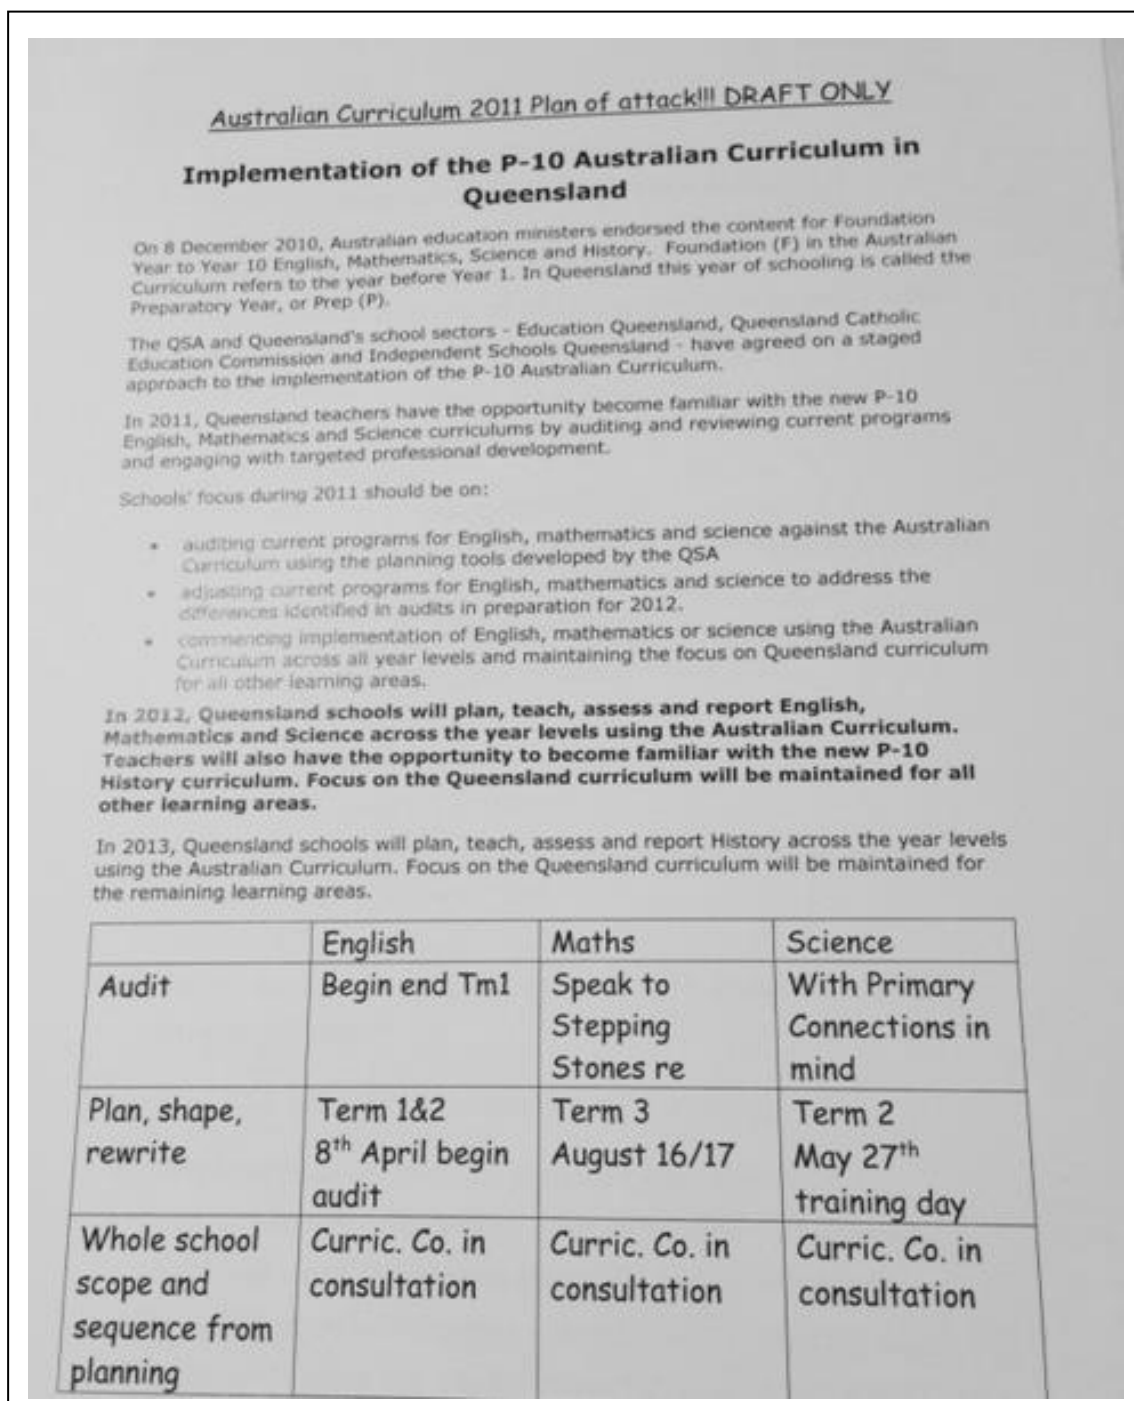 Australian Curriculum 2011 Plan of attack!!! DRAFT ONLY
Implementation of the P-10 Australian Curriculum in
Queensland
On 8 December 2010, Australian education ministers endorsed the content for Foundation
Year to Year 10 English, Mathematics, Science and History. Foundation (F) in the Australian
Curriculum refers to the year before Year 1. In Queensland this year of schooling is called the
Preparatory Year, or Prep (P).
The QSA and Queensland's school sectors - Education Queensland, Queensland Catholic
Education Commission and Independent Schools Queensland - have agreed on a staged
approach to the implementation of the P-10 Australian Curriculum.
In 2011, Queensland teachers have the opportunity become familiar with the new P-10
English, Mathematics and Science curriculums by auditing and reviewing current programs
and engaging with targeted professional development.
Schools' focus during 2011 should be on:
• auditing current programs for English, mathematics and science against the Australian
Curriculum using the planning tools developed by the QSA
• adjusting current programs for English, mathematics and science to address the
differences identified in audits in preparation for 2012.
• commencing implementation of English, mathematics or science using the Australian
Curriculum across all year levels and maintaining the focus on Queensland curriculum
for all other learning areas.
In 2012, Queensland schools will plan, teach, assess and report English,
Mathematics and Science across the year levels using the Australian Curriculum.
Teachers will also have the opportunity to become familiar with the new P-10
History curriculum. Focus on the Queensland curriculum will be maintained for all
other learning areas.
In 2013, Queensland schools will plan, teach, assess and report History across the year levels
using the Australian Curriculum. Focus on the Queensland curriculum will be maintained for
the remaining learning areas.
English Maths Science
Audit Begin end Tm1 Speak to With Primary
Stepping Connections in
Stones re mind
Plan, shape, Term 1&2 Term 3 Term 2
rewrite 8th April begin August 16/17 May 27th
audit training day
Whole school Curric. Co. in Curric. Co. in Curric. Co. in
scope and consultation consultation consultation
sequence from
planning